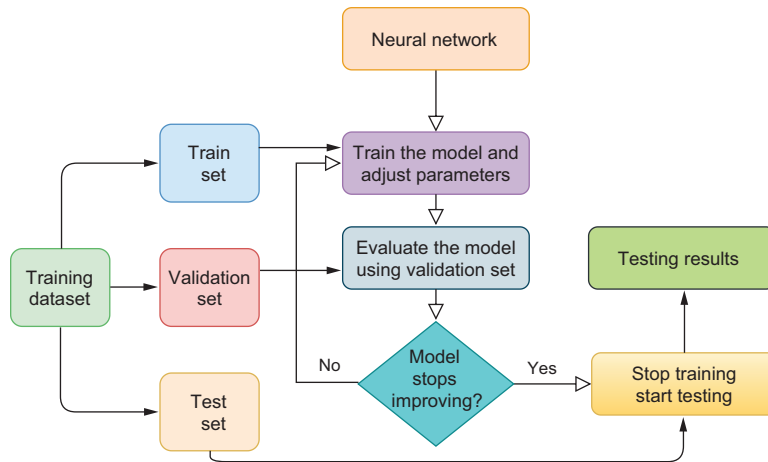 Neural network
Train
set
Train the model and
adjust parameters
Training
dataset
Validation
set
Evaluate the model
using validation set
Testing results
No
Model
stops
improving?
Yes
Stop training
start testing
Test
set